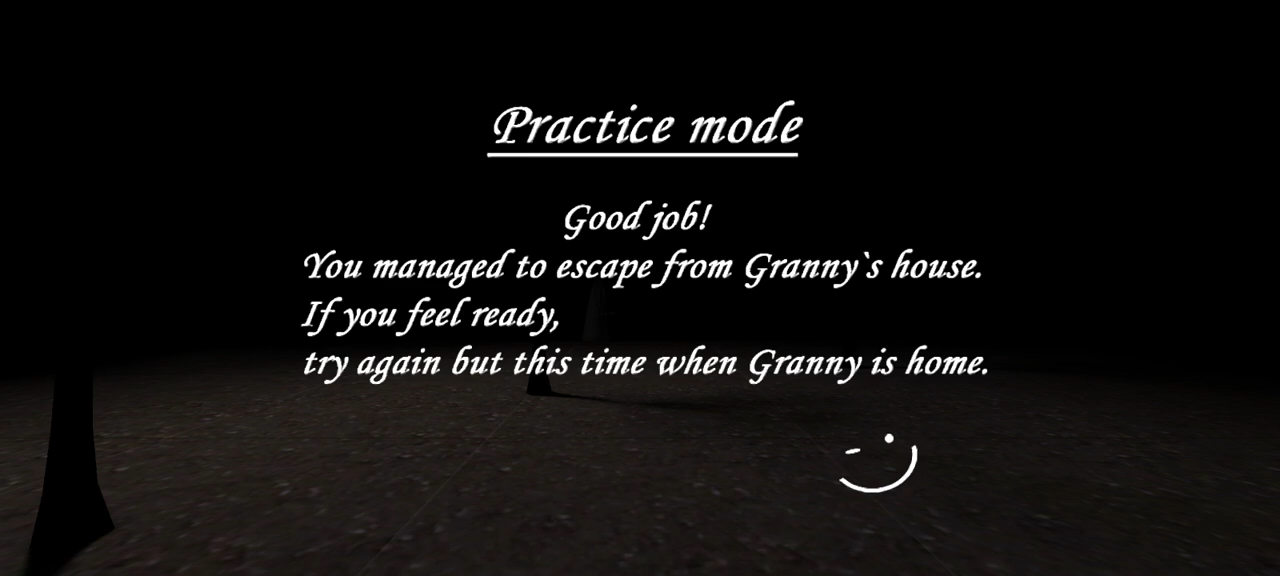 Practice mode
Good job!
You managed to escape from Granny`s house.
If you feel ready,
try again but this time when Granny is home.